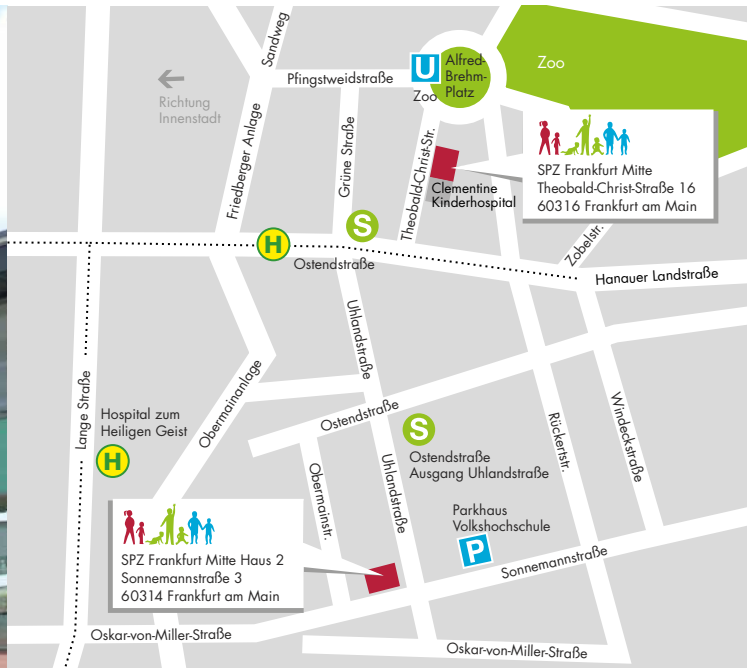 Sandweg
Pfingstweidstraße
U
Alfred-
Brehm-
Platz
Zoo
Zoo
Richtung
Innenstadt
Friedberger Anlage
Grüne Straße
Theobald-Christ-Str.
Clementine
Kinderhospital
SPZ Frankfurt Mitte
Theobald-Christ-Straße 16
60316 Frankfurt am Main
S
H
Ostendstraße
Zobelstr.
Hanauer Landstraße
Uhlandstraße
Lange Straße
Obermainanlage
Hospital zum
Heiligen Geist
H
Ostendstraße
S
Ostendstraße
Ausgang Uhlandstraße
Rückertstr.
Windeckstraße
Obermainstr.
Uhlandstraße
Parkhaus
Volkshochschule
P
SPZ Frankfurt Mitte Haus 2
Sonnemannstraße 3
60314 Frankfurt am Main
Sonnemannstraße
Oskar-von-Miller-Straße
Oskar-von-Miller-Straße